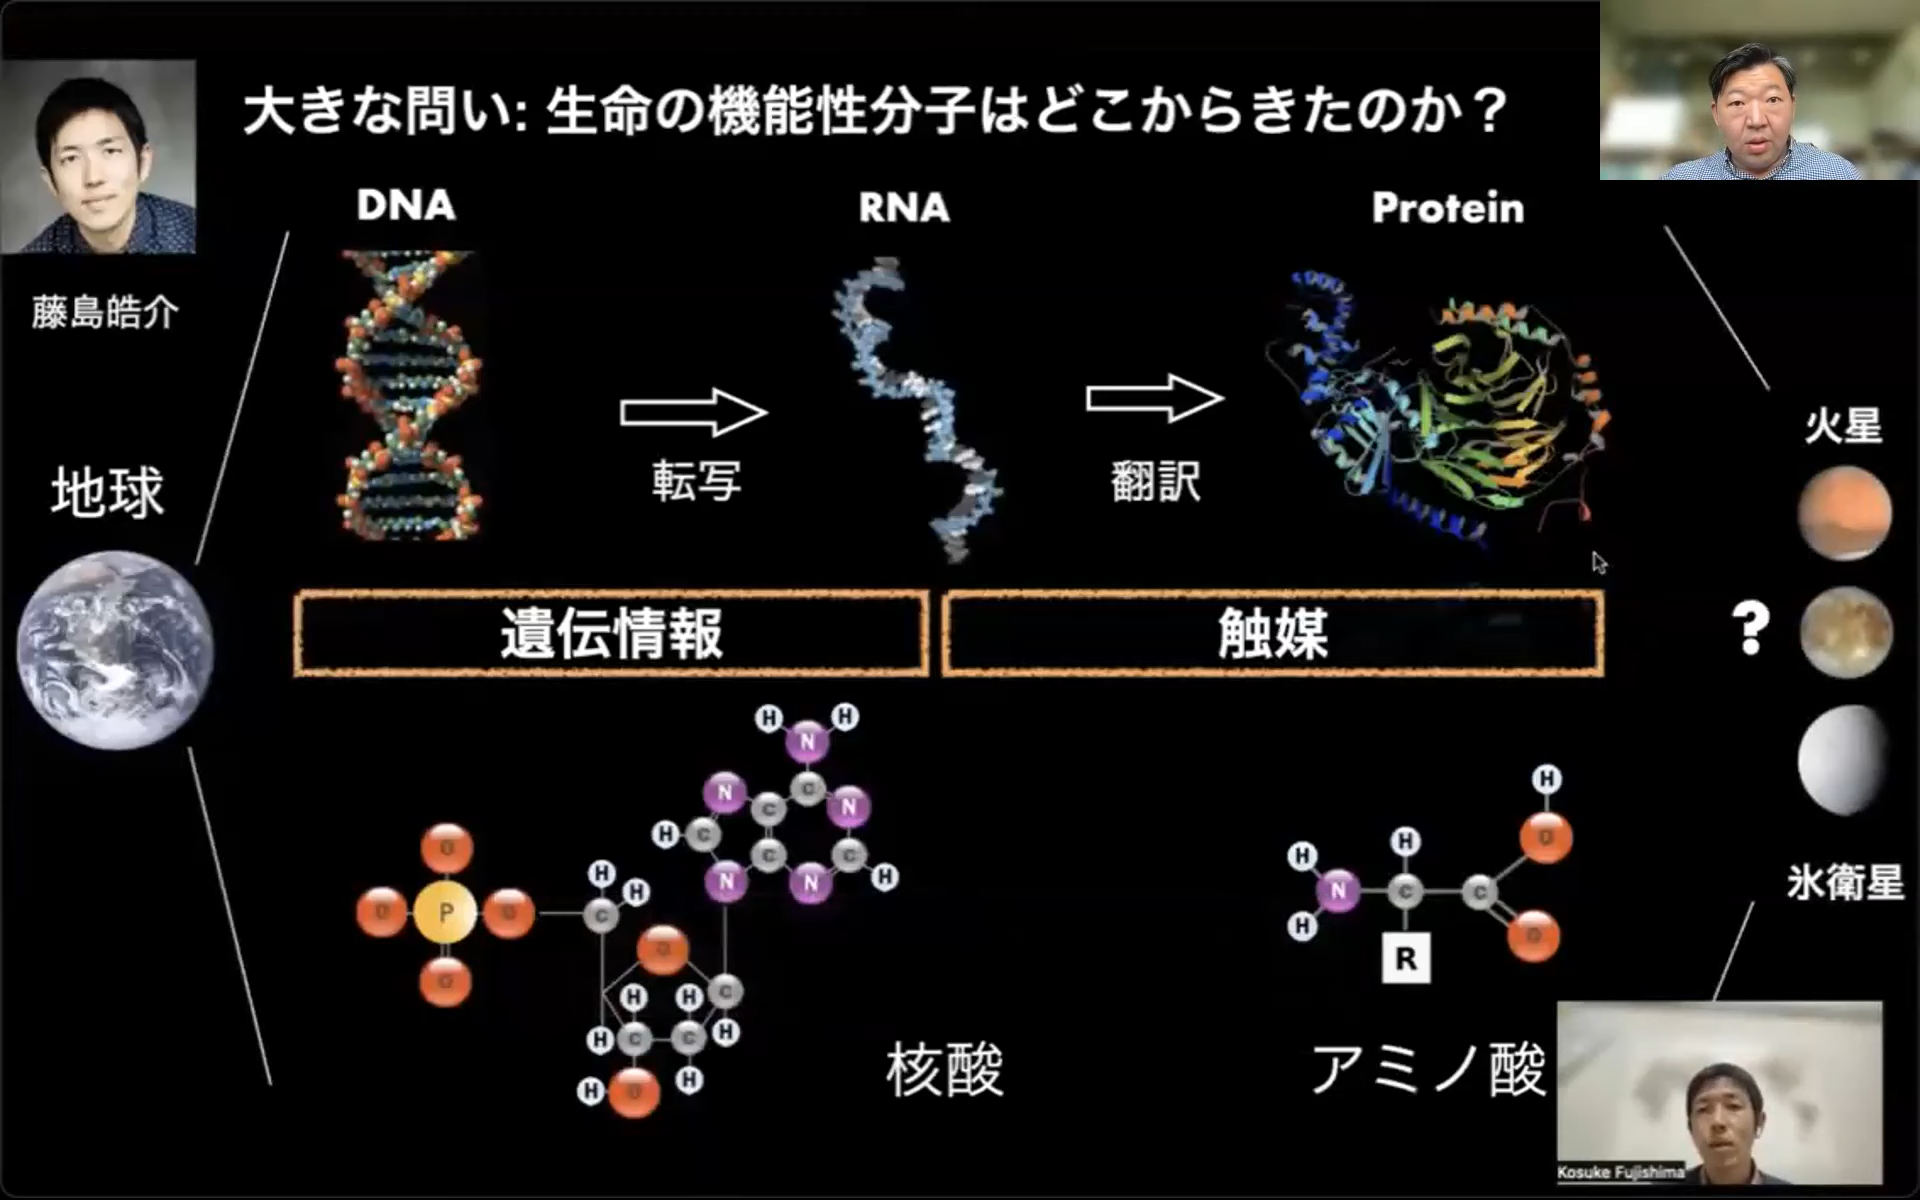 大きな問い: 生命の機能性分子はどこからきたのか？
藤島皓介
DNA
RNA
Protein
転写
翻訳
地球
火星
?
氷衛星
遺伝情報
触媒
H
H
N
N
C
C
N
H
C
C
C
H
N
N
O
O
P
O
O
H
H
C
O
H
H
C
H
C
C
H
H
H
O
核酸
H
O
H
H
N
C
C
H
R
O
アミノ酸
Kosuke Fujishima